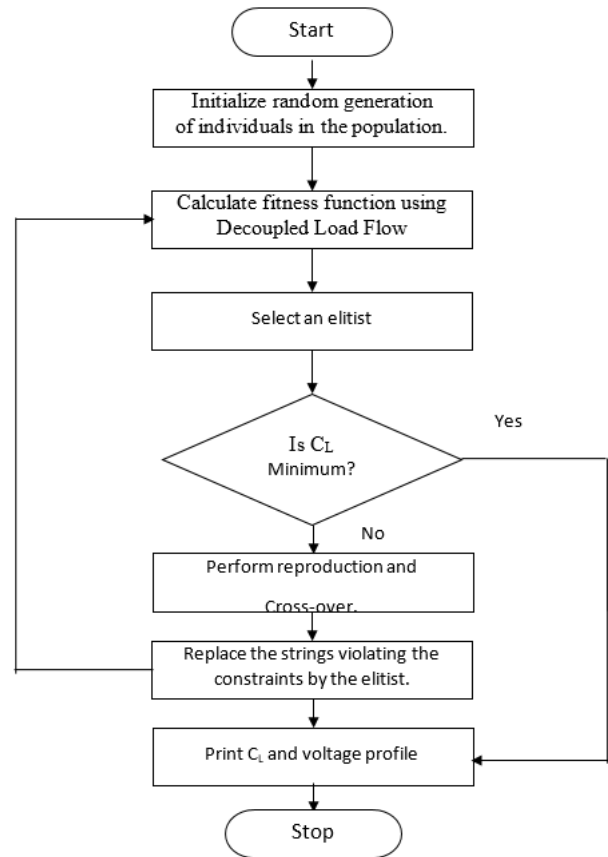 Start
Initialize random generation
of individuals in the population.
Calculate fitness function using
Decoupled Load Flow
Select an elitist
Yes
Is CL
Minimum?
No
Perform reproduction and
Cross-over.
Replace the strings violating the
constraints by the elitist.
Print CL and voltage profile
Stop